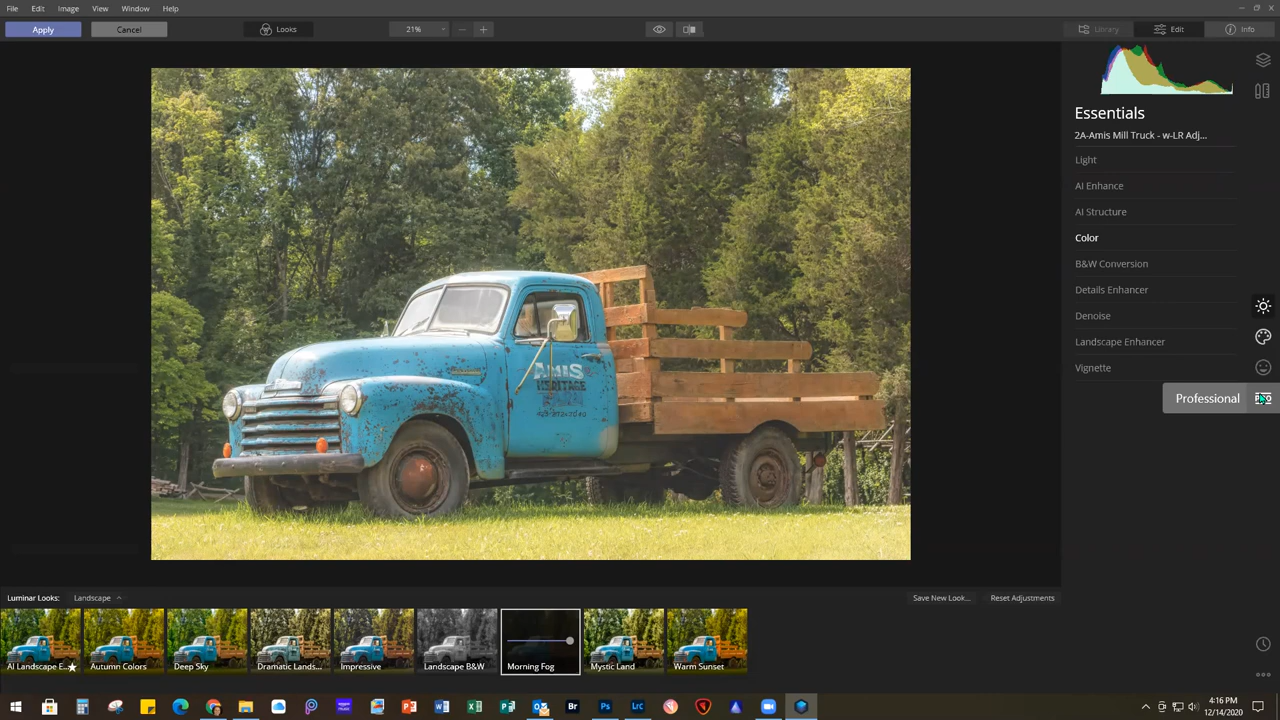 File Edit Image View Window Help
Apply Cancel Looks 21% Library Edit Info
Essentials
2A-Amis Mill Truck - w-LR Adj...
Light
AI Enhance
AI Structure
Color
B&W Conversion
Details Enhancer
Denoise
Landscape Enhancer
Vignette
Professional
AMIS
HERITAGE
Luminar Looks: Landscape Save New Look... Reset Adjustments
AI Landscape E... Autumn Colors Deep Sky Dramatic Lands... Impressive Landscape B&W Morning Fog Mystic Land Warm Sunset
Br Ps Lrc
4:16 PM
12/14/2020